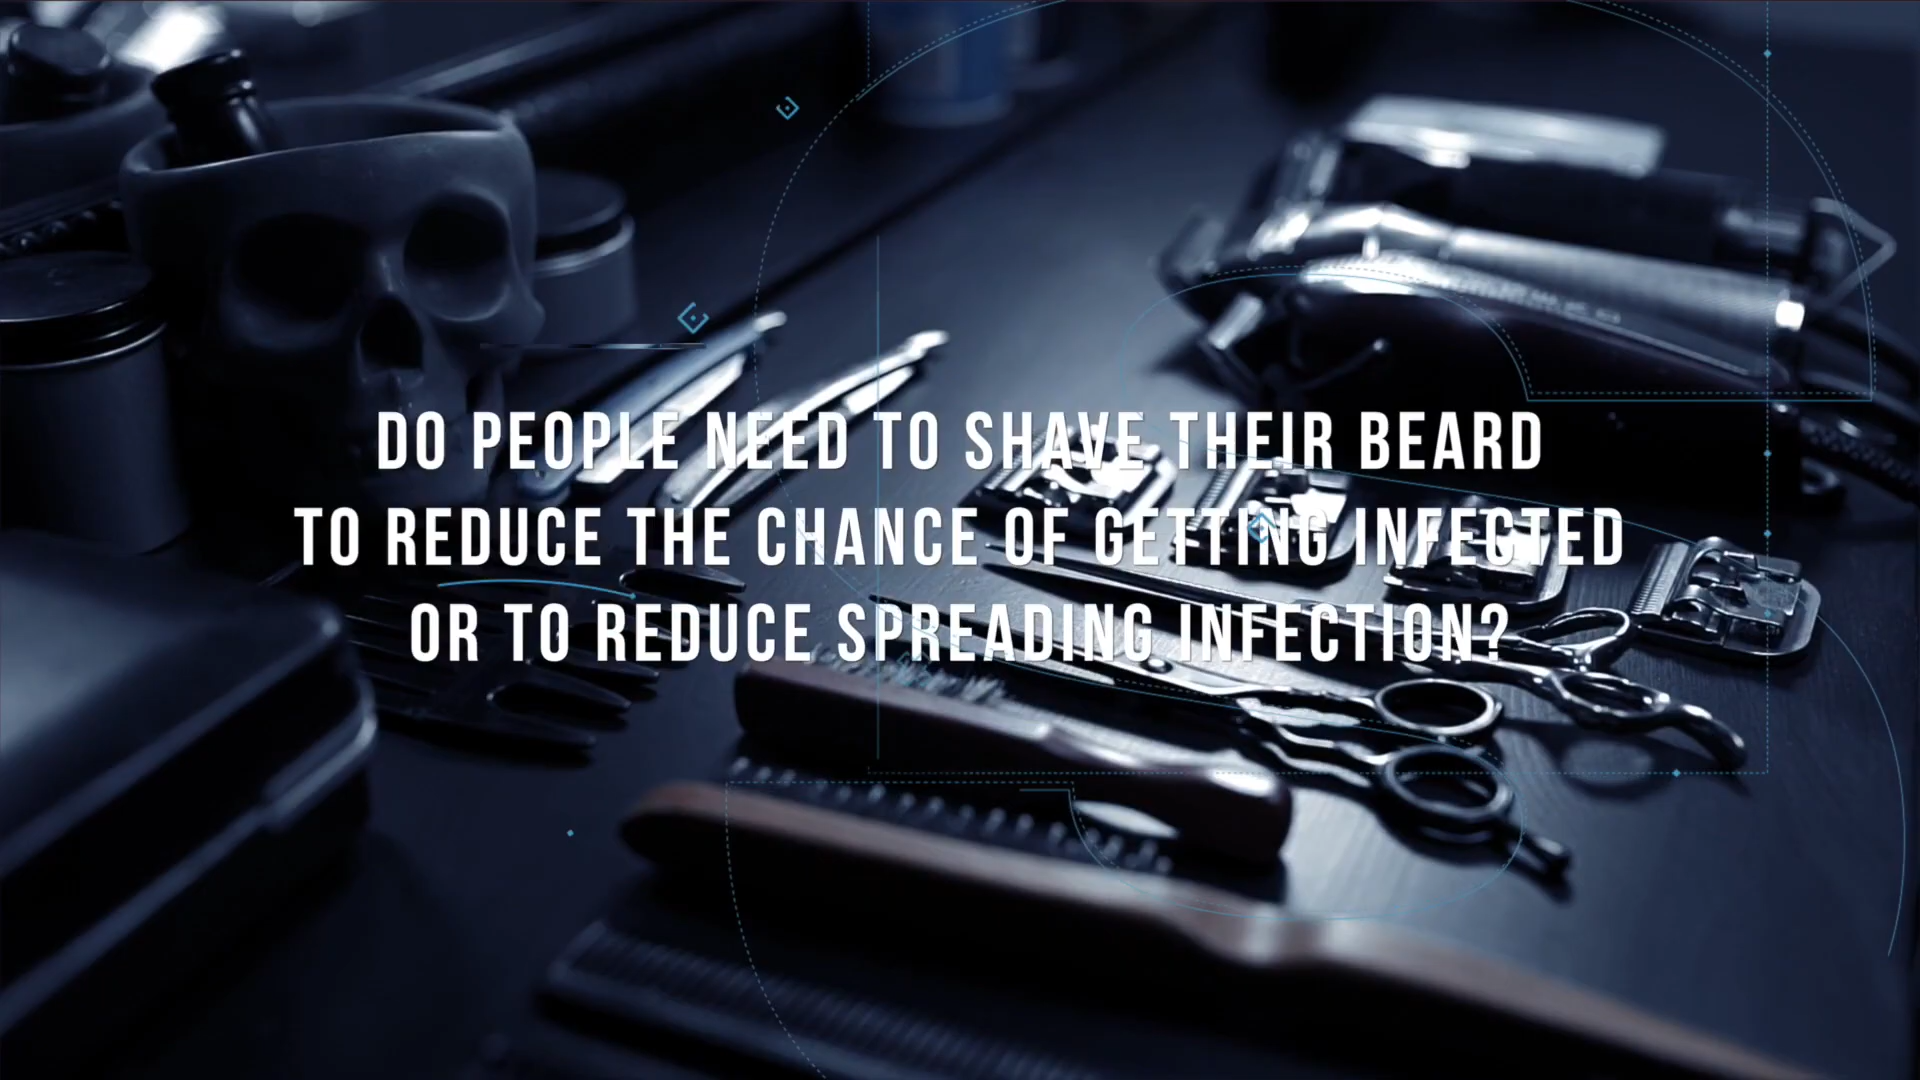 DO PEOPLE NEED TO SHAVE THEIR BEARD
TO REDUCE THE CHANCE OF GETTING INFECTED
OR TO REDUCE SPREADING INFECTION?